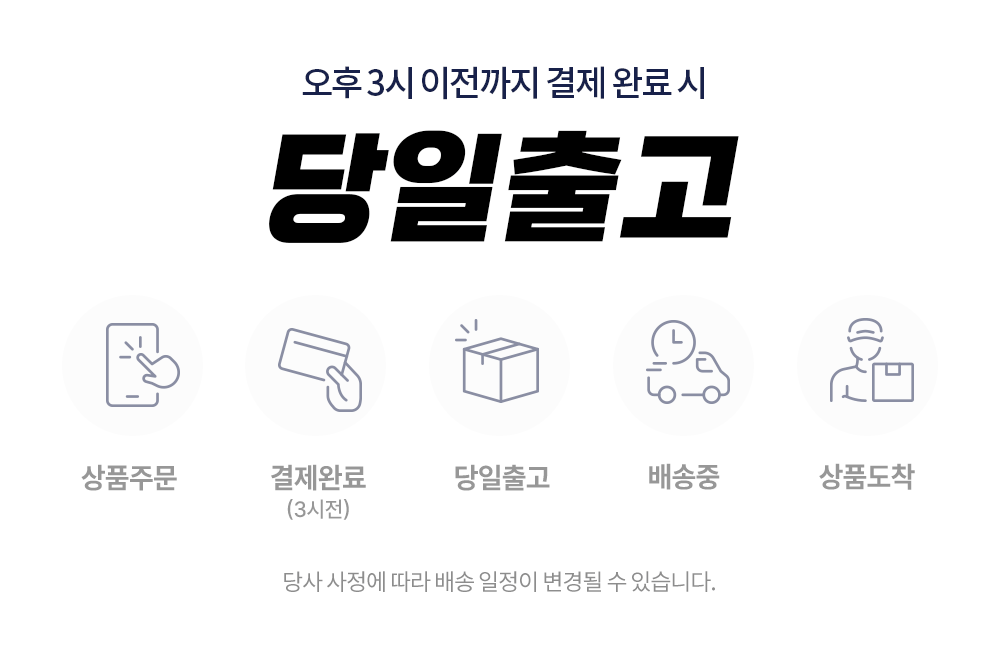 오후 3시 이전까지 결제 완료 시
당일출고
상품주문
결제완료
(3시전)
당일출고
배송중
상품도착
당사 사정에 따라 배송 일정이 변경될 수 있습니다.